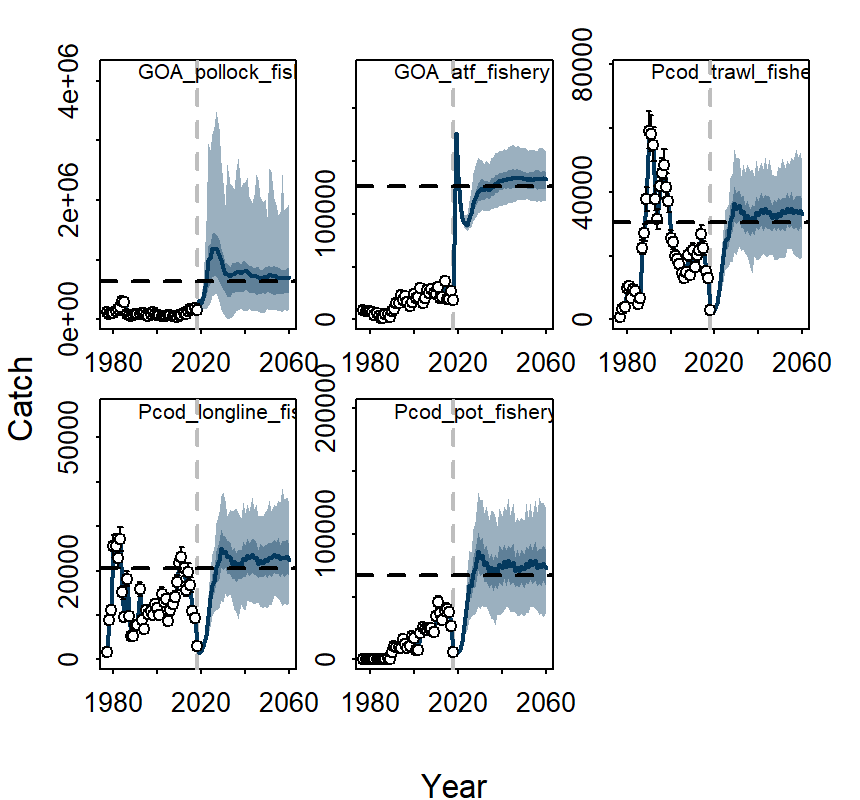 GOA_pollock_fis
GOA_atf_fishery
Pcod_trawl_fishe
4e+06
2e+06
0e+00
100000
0
80000
40000
0
1980 2020 2060
1980 2020 2060
1980 2020 2060
Catch
Pcod_longline_fis
Pcod_pot_fishery
50000
20000
0
200000
100000
0
1980 2020 2060
1980 2020 2060
Year